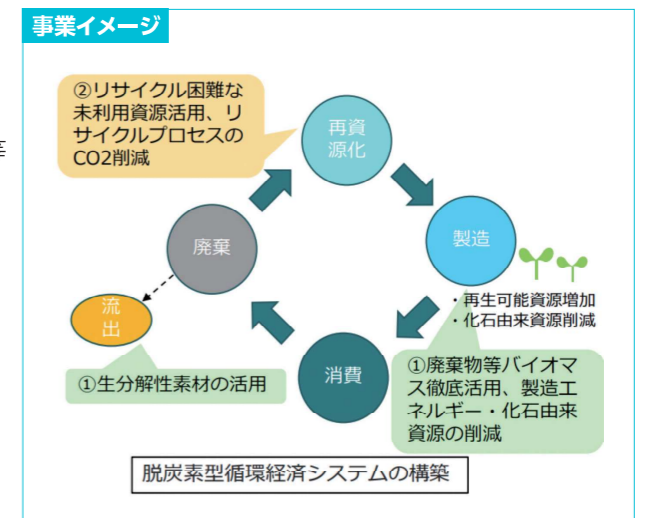 事業イメージ
②リサイクル困難な
未利用資源活用、リ
サイクルプロセスの
CO2削減
再資
源化
製造
・再生可能資源増加
・化石由来資源削減
廃棄
流
出
①生分解性素材の活用
消費
①廃棄物等バイオマ
ス徹底活用、製造エ
ネルギー・化石由来
資源の削減
脱炭素型循環経済システムの構築